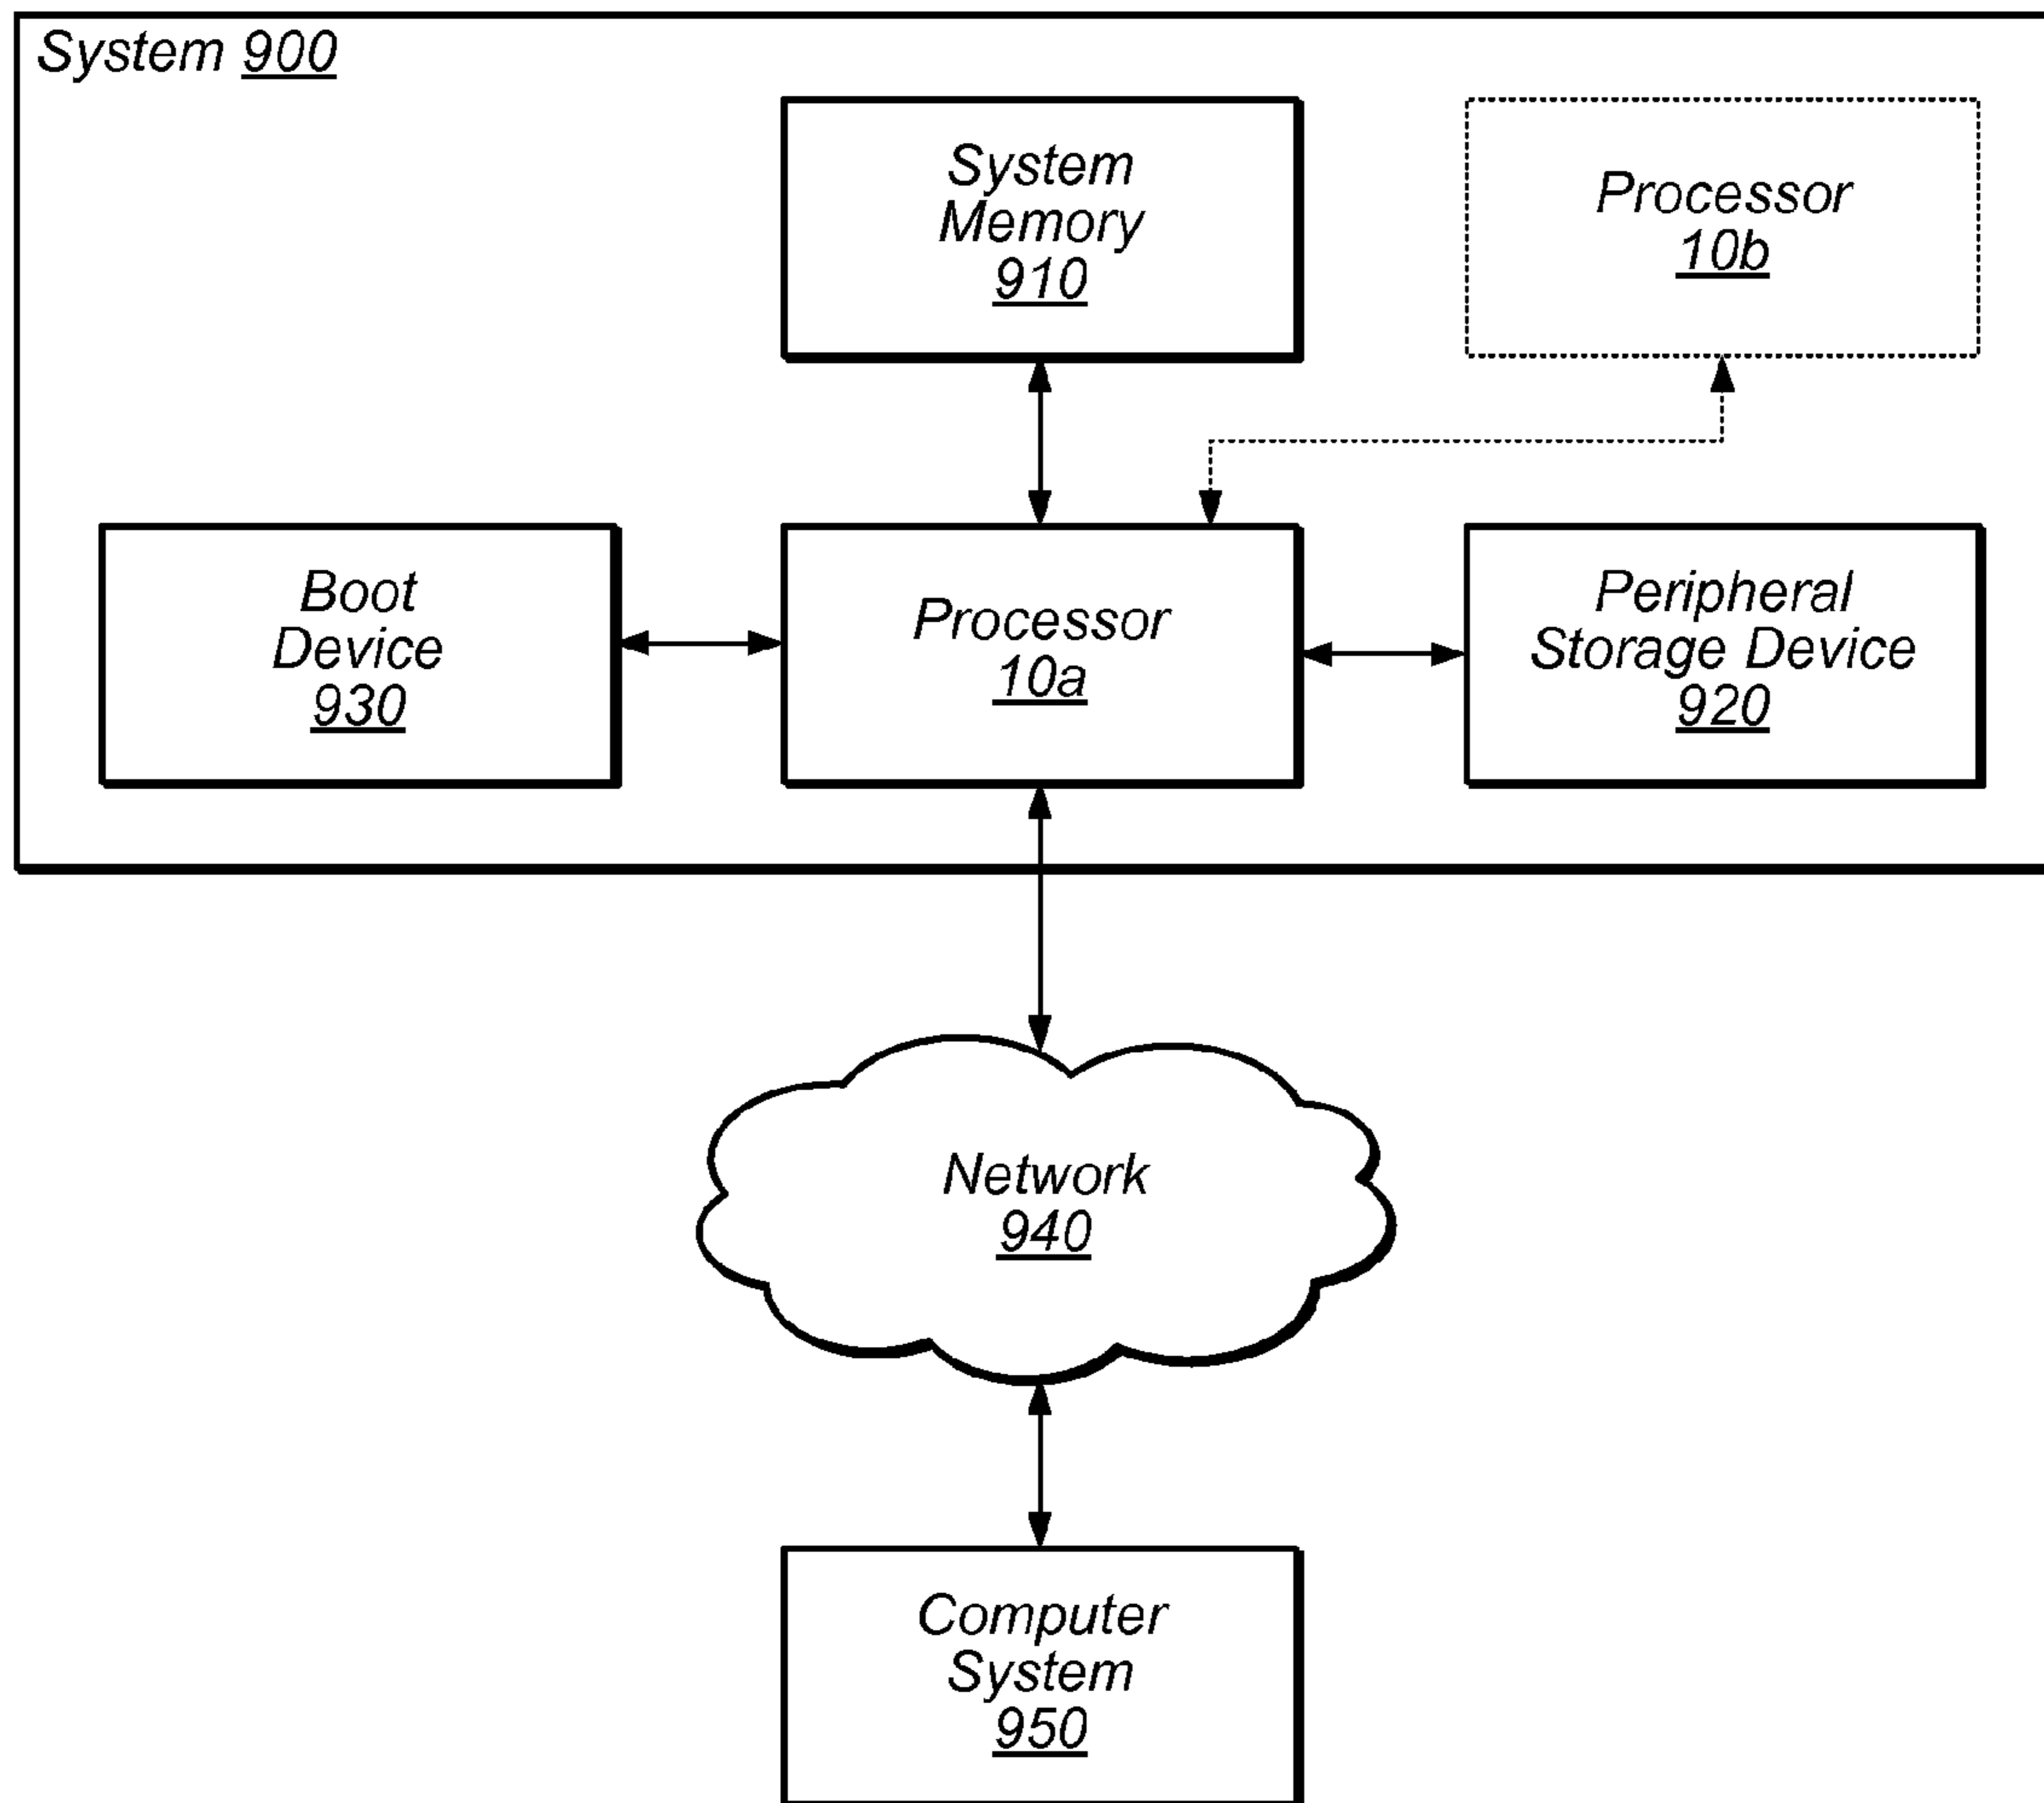 System 900
System
Memory
910
Processor
10b
Boot
Device
930
Processor
10a
Peripheral
Storage Device
920
Network
940
Computer
System
950